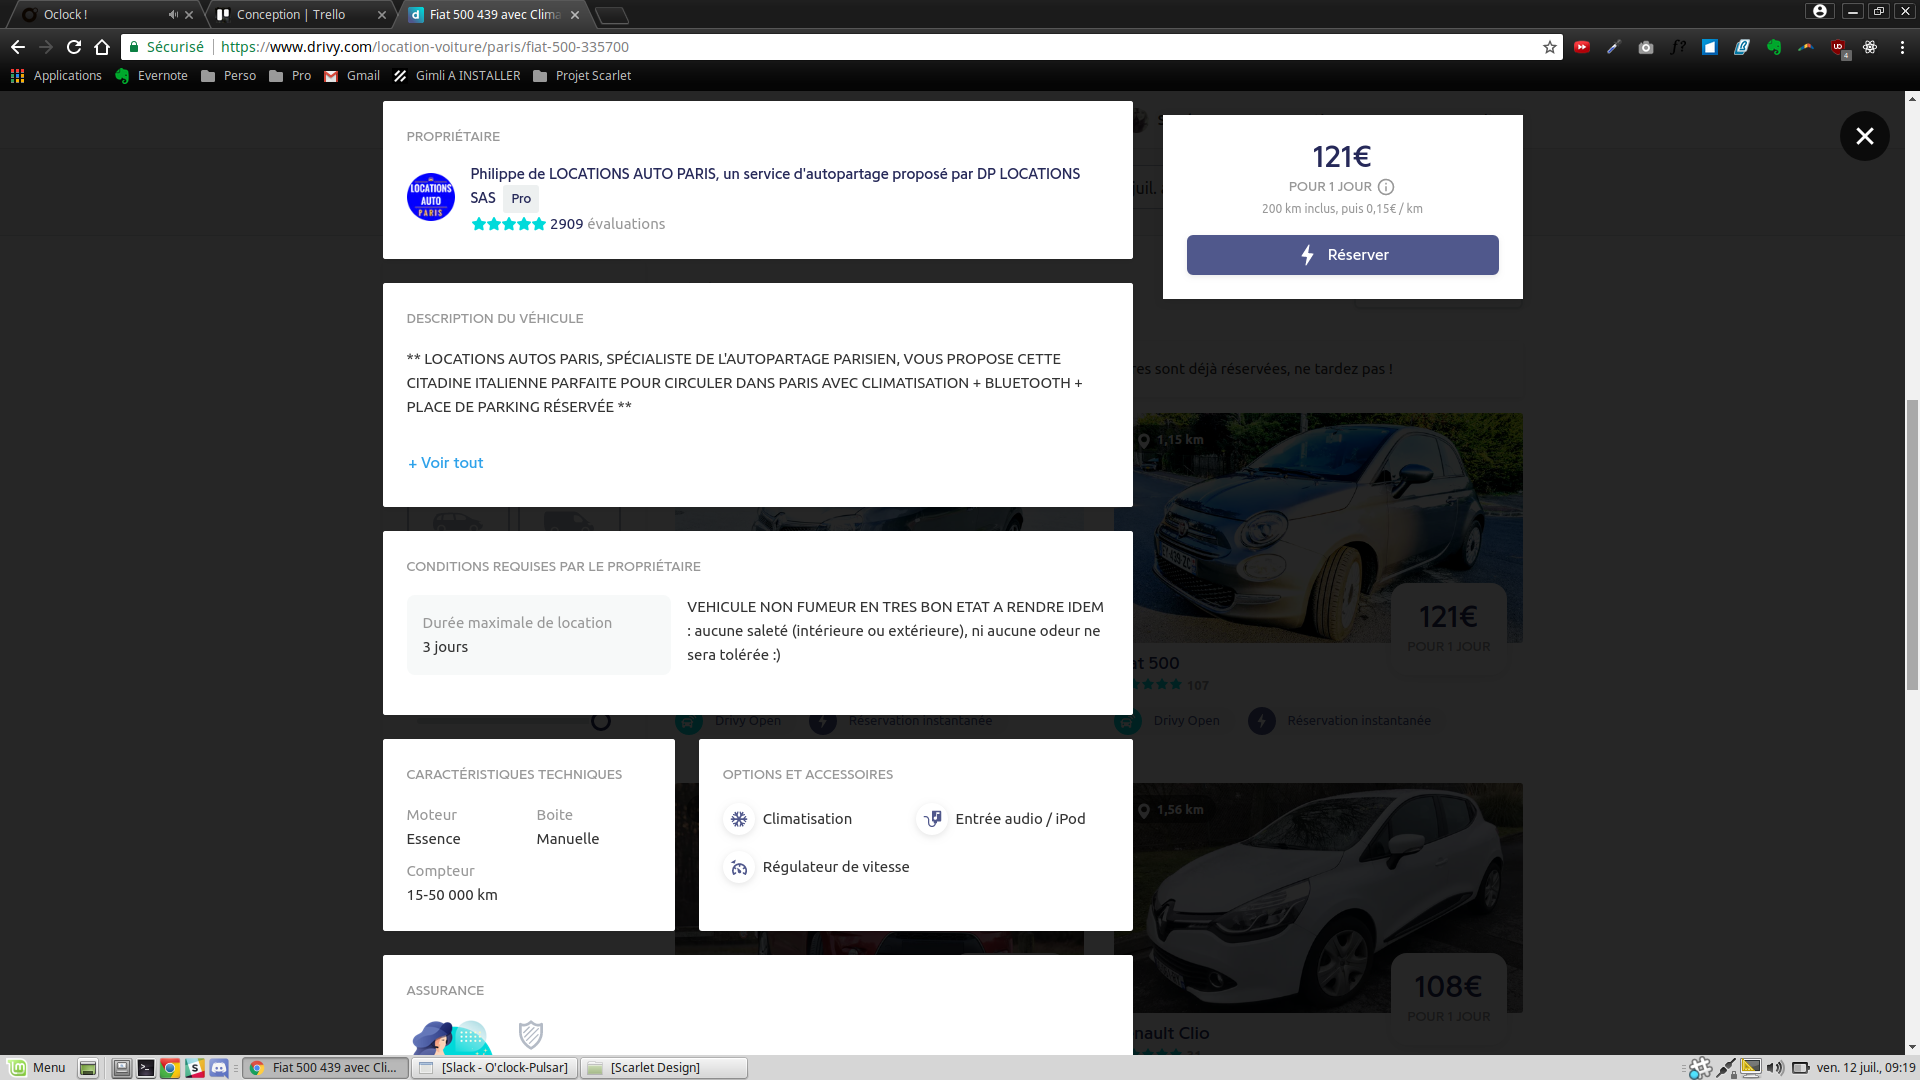 Oclock !
Conception | Trello
Fiat 500 439 avec Clima
Sécurisé
https://www.drivy.com/location-voiture/paris/fiat-500-335700
Applications
Evernote
Perso
Pro
Gmail
Gimli A INSTALLER
Projet Scarlet
PROPRIÉTAIRE
LOCATIONS
AUTO
PARIS
Philippe de LOCATIONS AUTO PARIS, un service d'autopartage proposé par DP LOCATIONS
SAS Pro
2909 évaluations
121€
POUR 1 JOUR
200 km inclus, puis 0,15€ / km
Réserver
juil.
DESCRIPTION DU VÉHICULE
** LOCATIONS AUTOS PARIS, SPÉCIALISTE DE L'AUTOPARTAGE PARISIEN, VOUS PROPOSE CETTE
CITADINE ITALIENNE PARFAITE POUR CIRCULER DANS PARIS AVEC CLIMATISATION + BLUETOOTH +
PLACE DE PARKING RÉSERVÉE **
+ Voir tout
res sont déjà réservées, ne tardez pas !
1,15 km
121€
POUR 1 JOUR
at 500
107
Drivy Open
Réservation instantanée
Drivy Open
Réservation instantanée
CONDITIONS REQUISES PAR LE PROPRIÉTAIRE
Durée maximale de location
3 jours
VEHICULE NON FUMEUR EN TRES BON ETAT A RENDRE IDEM
: aucune saleté (intérieure ou extérieure), ni aucune odeur ne
sera tolérée :)
CARACTÉRISTIQUES TECHNIQUES
Moteur
Essence
Boite
Manuelle
Compteur
15-50 000 km
OPTIONS ET ACCESSOIRES
Climatisation
Entrée audio / iPod
Régulateur de vitesse
1,56 km
108€
POUR 1 JOUR
nault Clio
ASSURANCE
Menu
Fiat 500 439 avec Cli...
[Slack - O'clock-Pulsar]
[Scarlet Design]
ven. 12 juil., 09:19